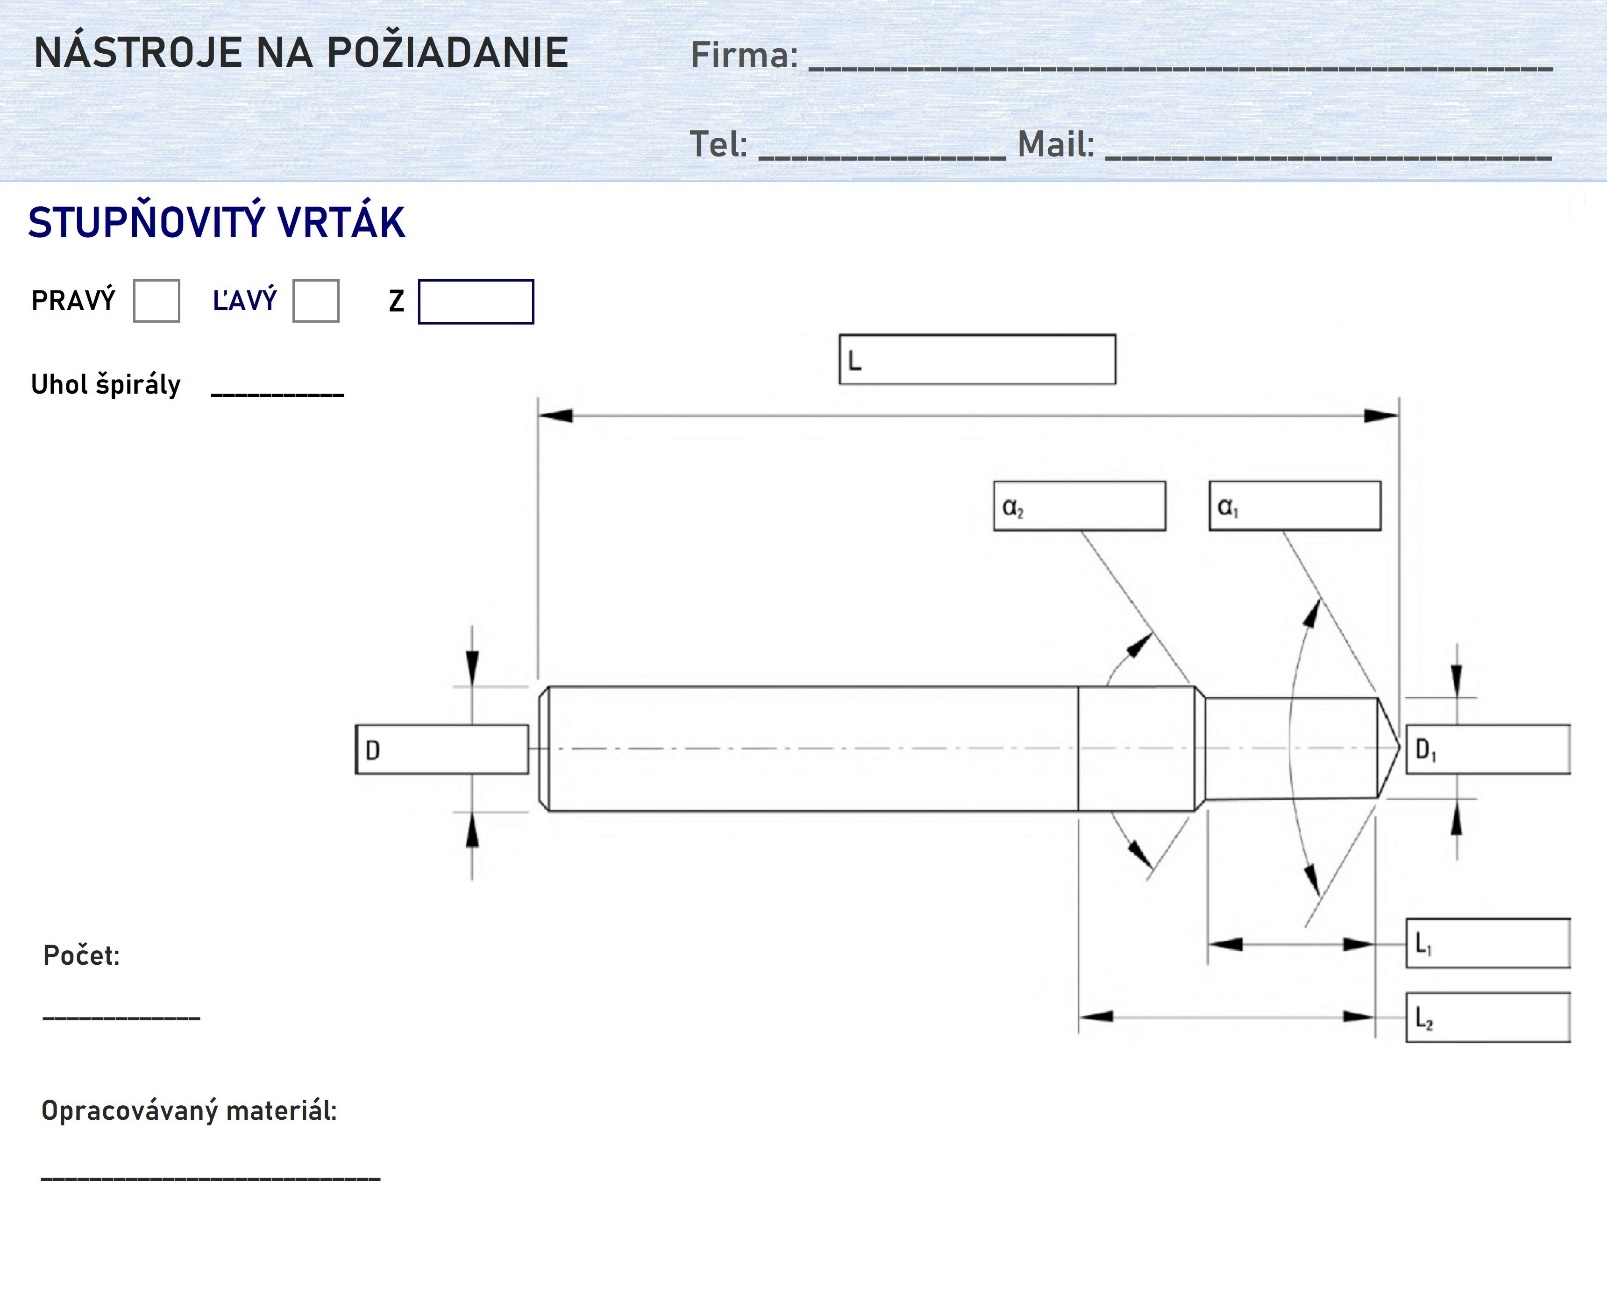 NÁSTROJE NA POŽIADANIE
Firma:
Tel: Mail:
STUPŇOVITÝ VRTÁK
PRAVÝ ĽAVÝ Z
Uhol špirály
L
α₂ α₁
D D₁
L₁
L₂
Počet:
Opracovávaný materiál: